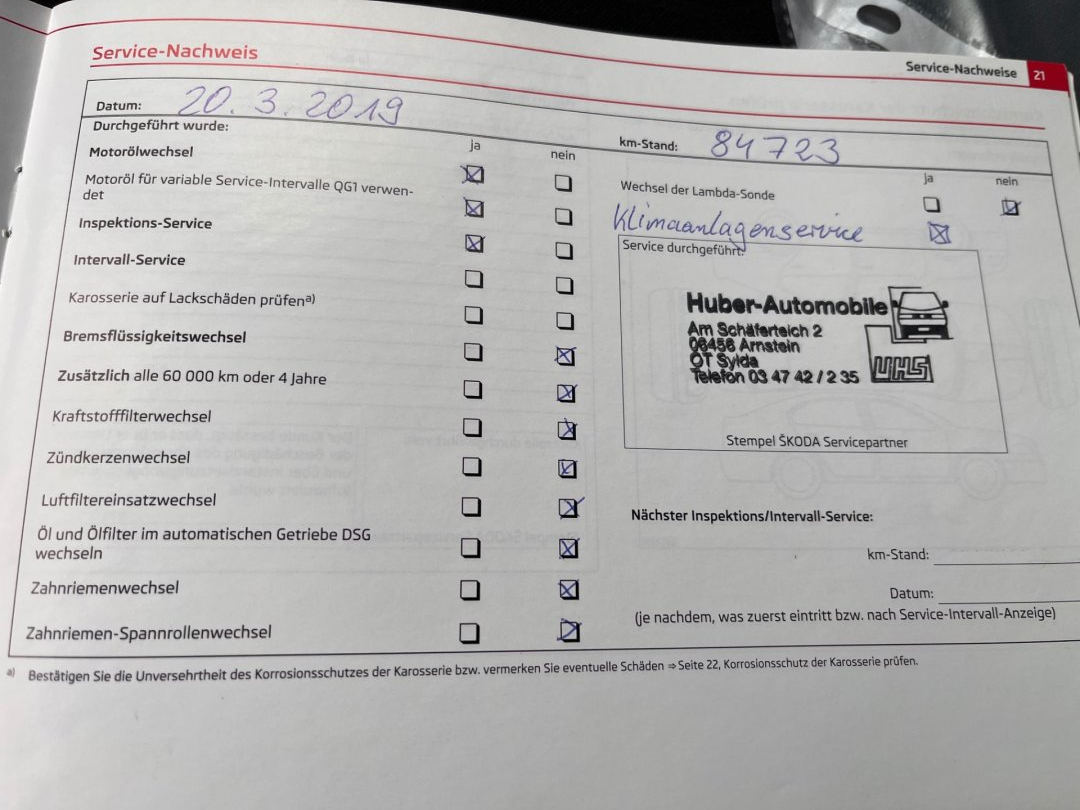 Service-Nachweis
Service-Nachweise 21
Datum: 20.3.2019
km-Stand: 84723
Durchgeführt wurde:
ja nein
Motorölwechsel
Motoröl für variable Service-Intervalle QG1 verwen-
det
Inspektions-Service
Intervall-Service
Karosserie auf Lackschäden prüfen a)
Bremsflüssigkeitswechsel
Zusätzlich alle 60 000 km oder 4 Jahre
Kraftstofffilterwechsel
Zündkerzenwechsel
Luftfiltereinsatzwechsel
Öl und Ölfilter im automatischen Getriebe DSG
wechseln
Zahnriemenwechsel
Zahnriemen-Spannrollenwechsel
ja nein
Wechsel der Lambda-Sonde
Klimaanlagenservice
Service durchgeführt:
Huber-Automobile
Am Schäferteich 2
06456 Arnstein
OT Sylda
Telefon 03 47 42 / 2 35
UHS
Stempel ŠKODA Servicepartner
Nächster Inspektions/Intervall-Service:
km-Stand:
Datum:
(je nachdem, was zuerst eintritt bzw. nach Service-Intervall-Anzeige)
a) Bestätigen Sie die Unversehrtheit des Korrosionsschutzes der Karosserie bzw. vermerken Sie eventuelle Schäden ⇒ Seite 22, Korrosionsschutz der Karosserie prüfen.